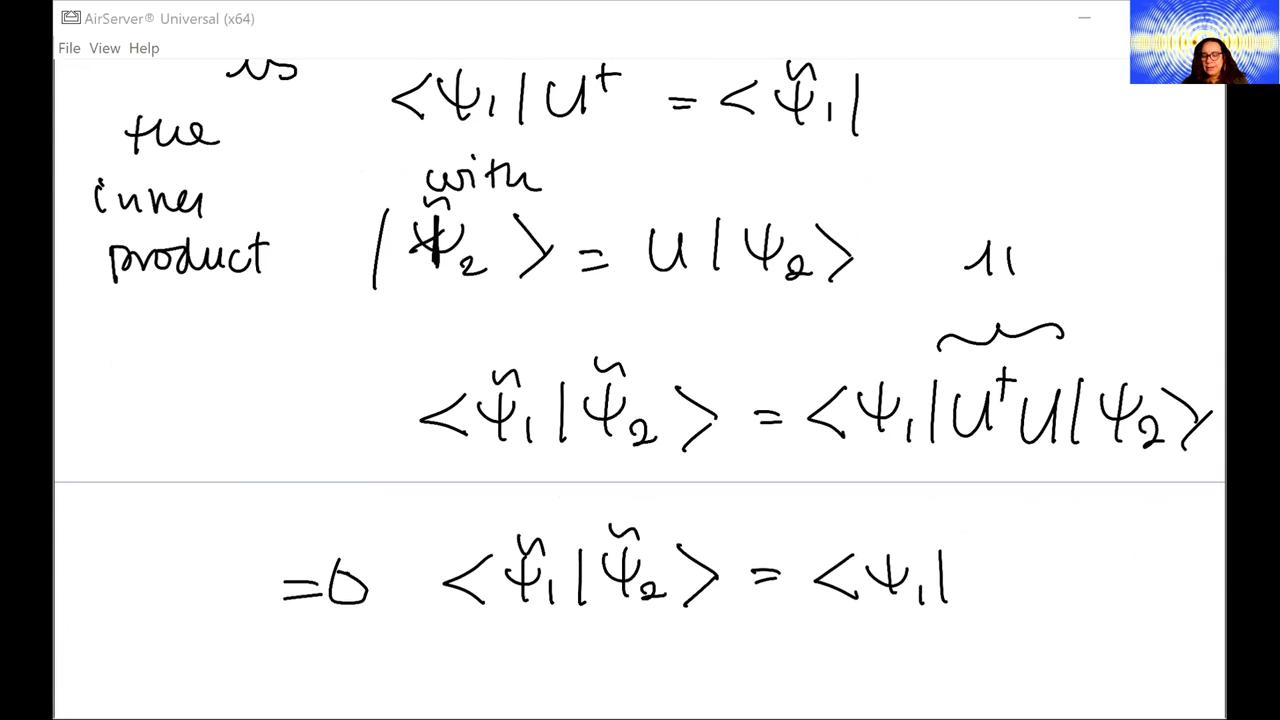 AirServer® Universal (x64)
File View Help
is
<ψ₁|U† = <ψ̃₁|
the
with
inner
|ψ̃₂> = U|ψ₂> 𝟙
product
<ψ̃₁|ψ̃₂> = <ψ₁|U†U|ψ₂>
=> <ψ̃₁|ψ̃₂> = <ψ₁|